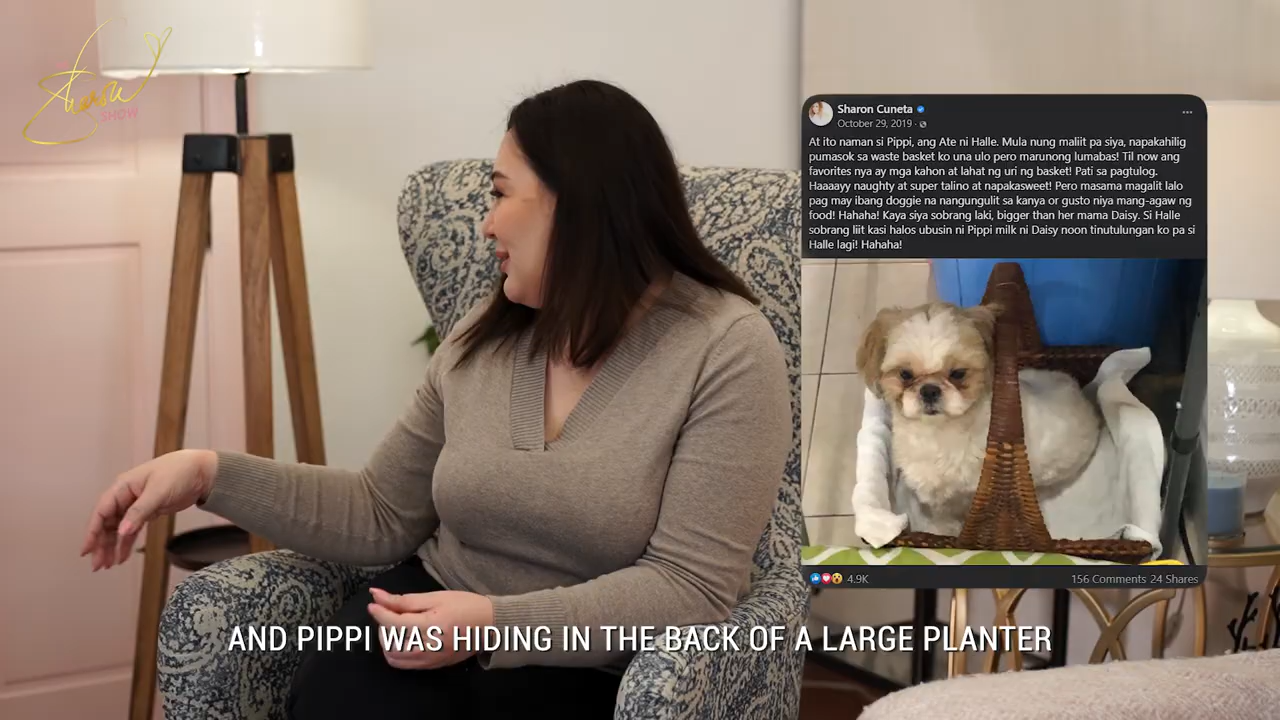 Sharon
SHOW
Sharon Cuneta
October 29, 2019 ·
At ito naman si Pippi, ang Ate ni Halle. Mula nung maliit pa siya, napakahilig
pumasok sa waste basket ko una ulo pero marunong lumabas! Til now ang
favorites nya ay mga kahon at lahat ng uri ng basket! Pati sa pagtulog.
Haaaayy naughty at super talino at napakasweet! Pero masama magalit lalo
pag may ibang doggie na nangungulit sa kanya or gusto niya mang-agaw ng
food! Hahaha! Kaya siya sobrang laki, bigger than her mama Daisy. Si Halle
sobrang liit kasi halos ubusin ni Pippi milk ni Daisy noon tinutulungan ko pa si
Halle lagi! Hahaha!
4.9K
156 Comments 24 Shares
AND PIPPI WAS HIDING IN THE BACK OF A LARGE PLANTER